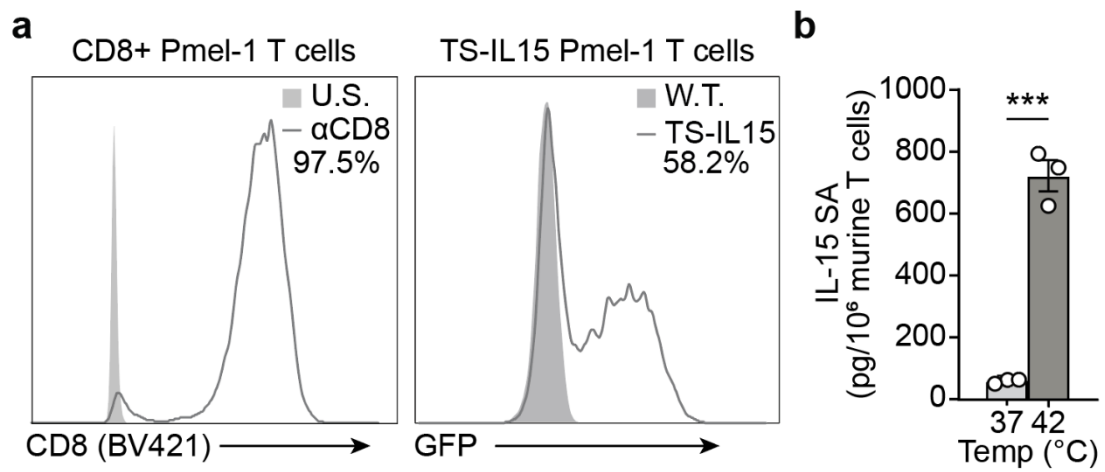 a
CD8+ Pmel-1 T cells
U.S.
αCD8
97.5%
CD8 (BV421)
TS-IL15 Pmel-1 T cells
W.T.
TS-IL15
58.2%
GFP
b
IL-15 SA
(pg/10⁶ murine T cells)
1000
800
600
400
200
0
***
37 42
Temp (°C)